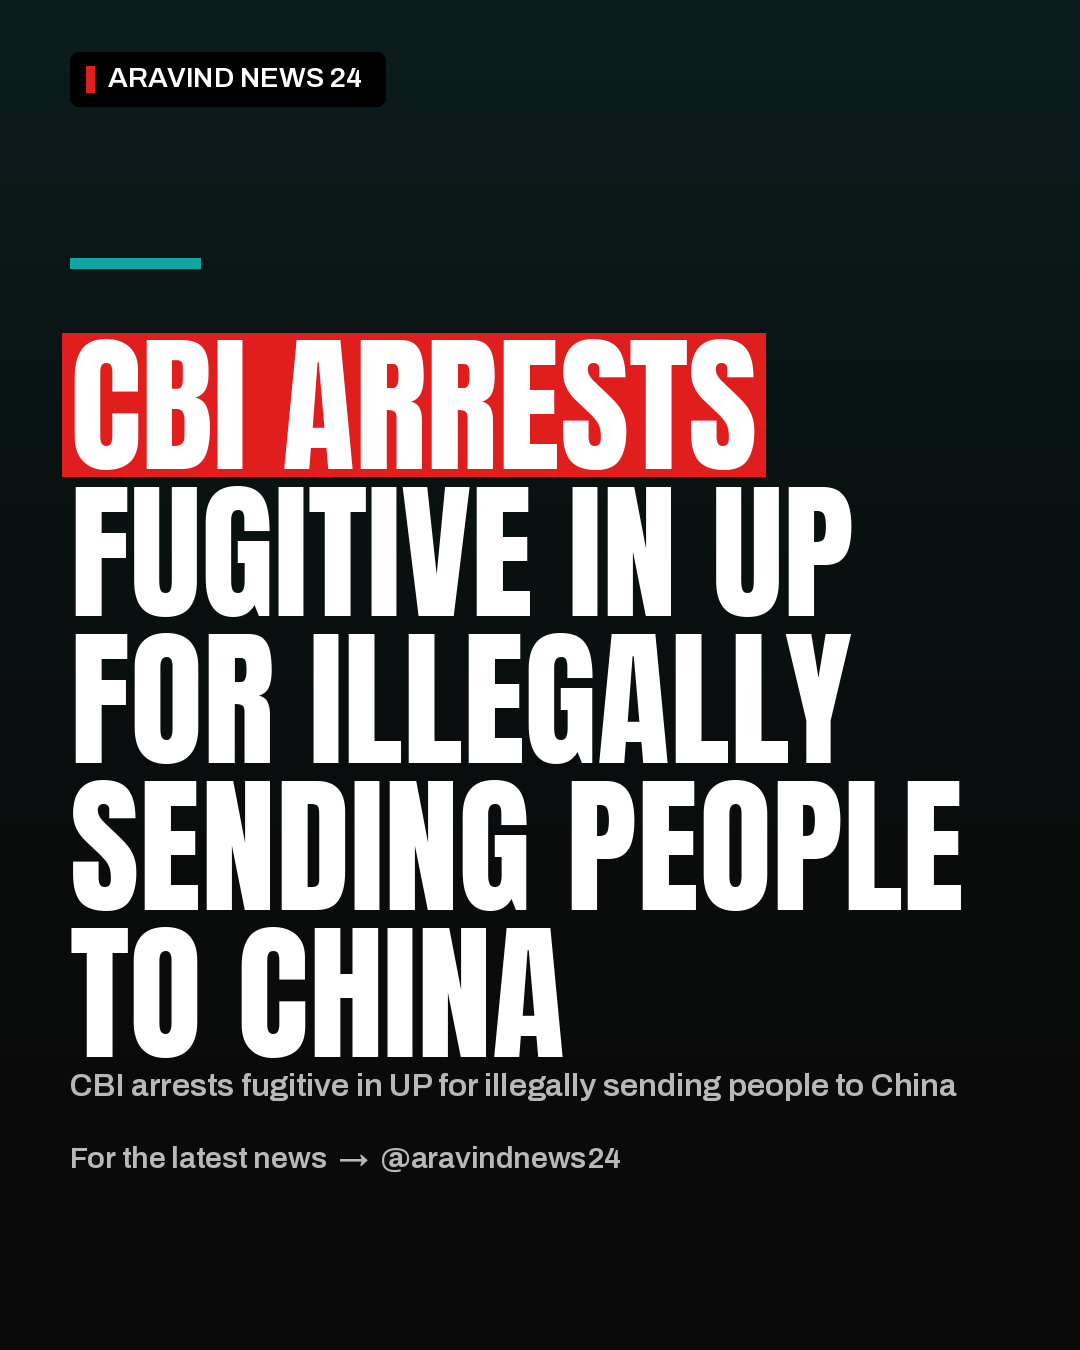 ARAVIND NEWS 24
CBI ARRESTS
FUGITIVE IN UP
FOR ILLEGALLY
SENDING PEOPLE
TO CHINA
CBI arrests fugitive in UP for illegally sending people to China
For the latest news → @aravindnews24